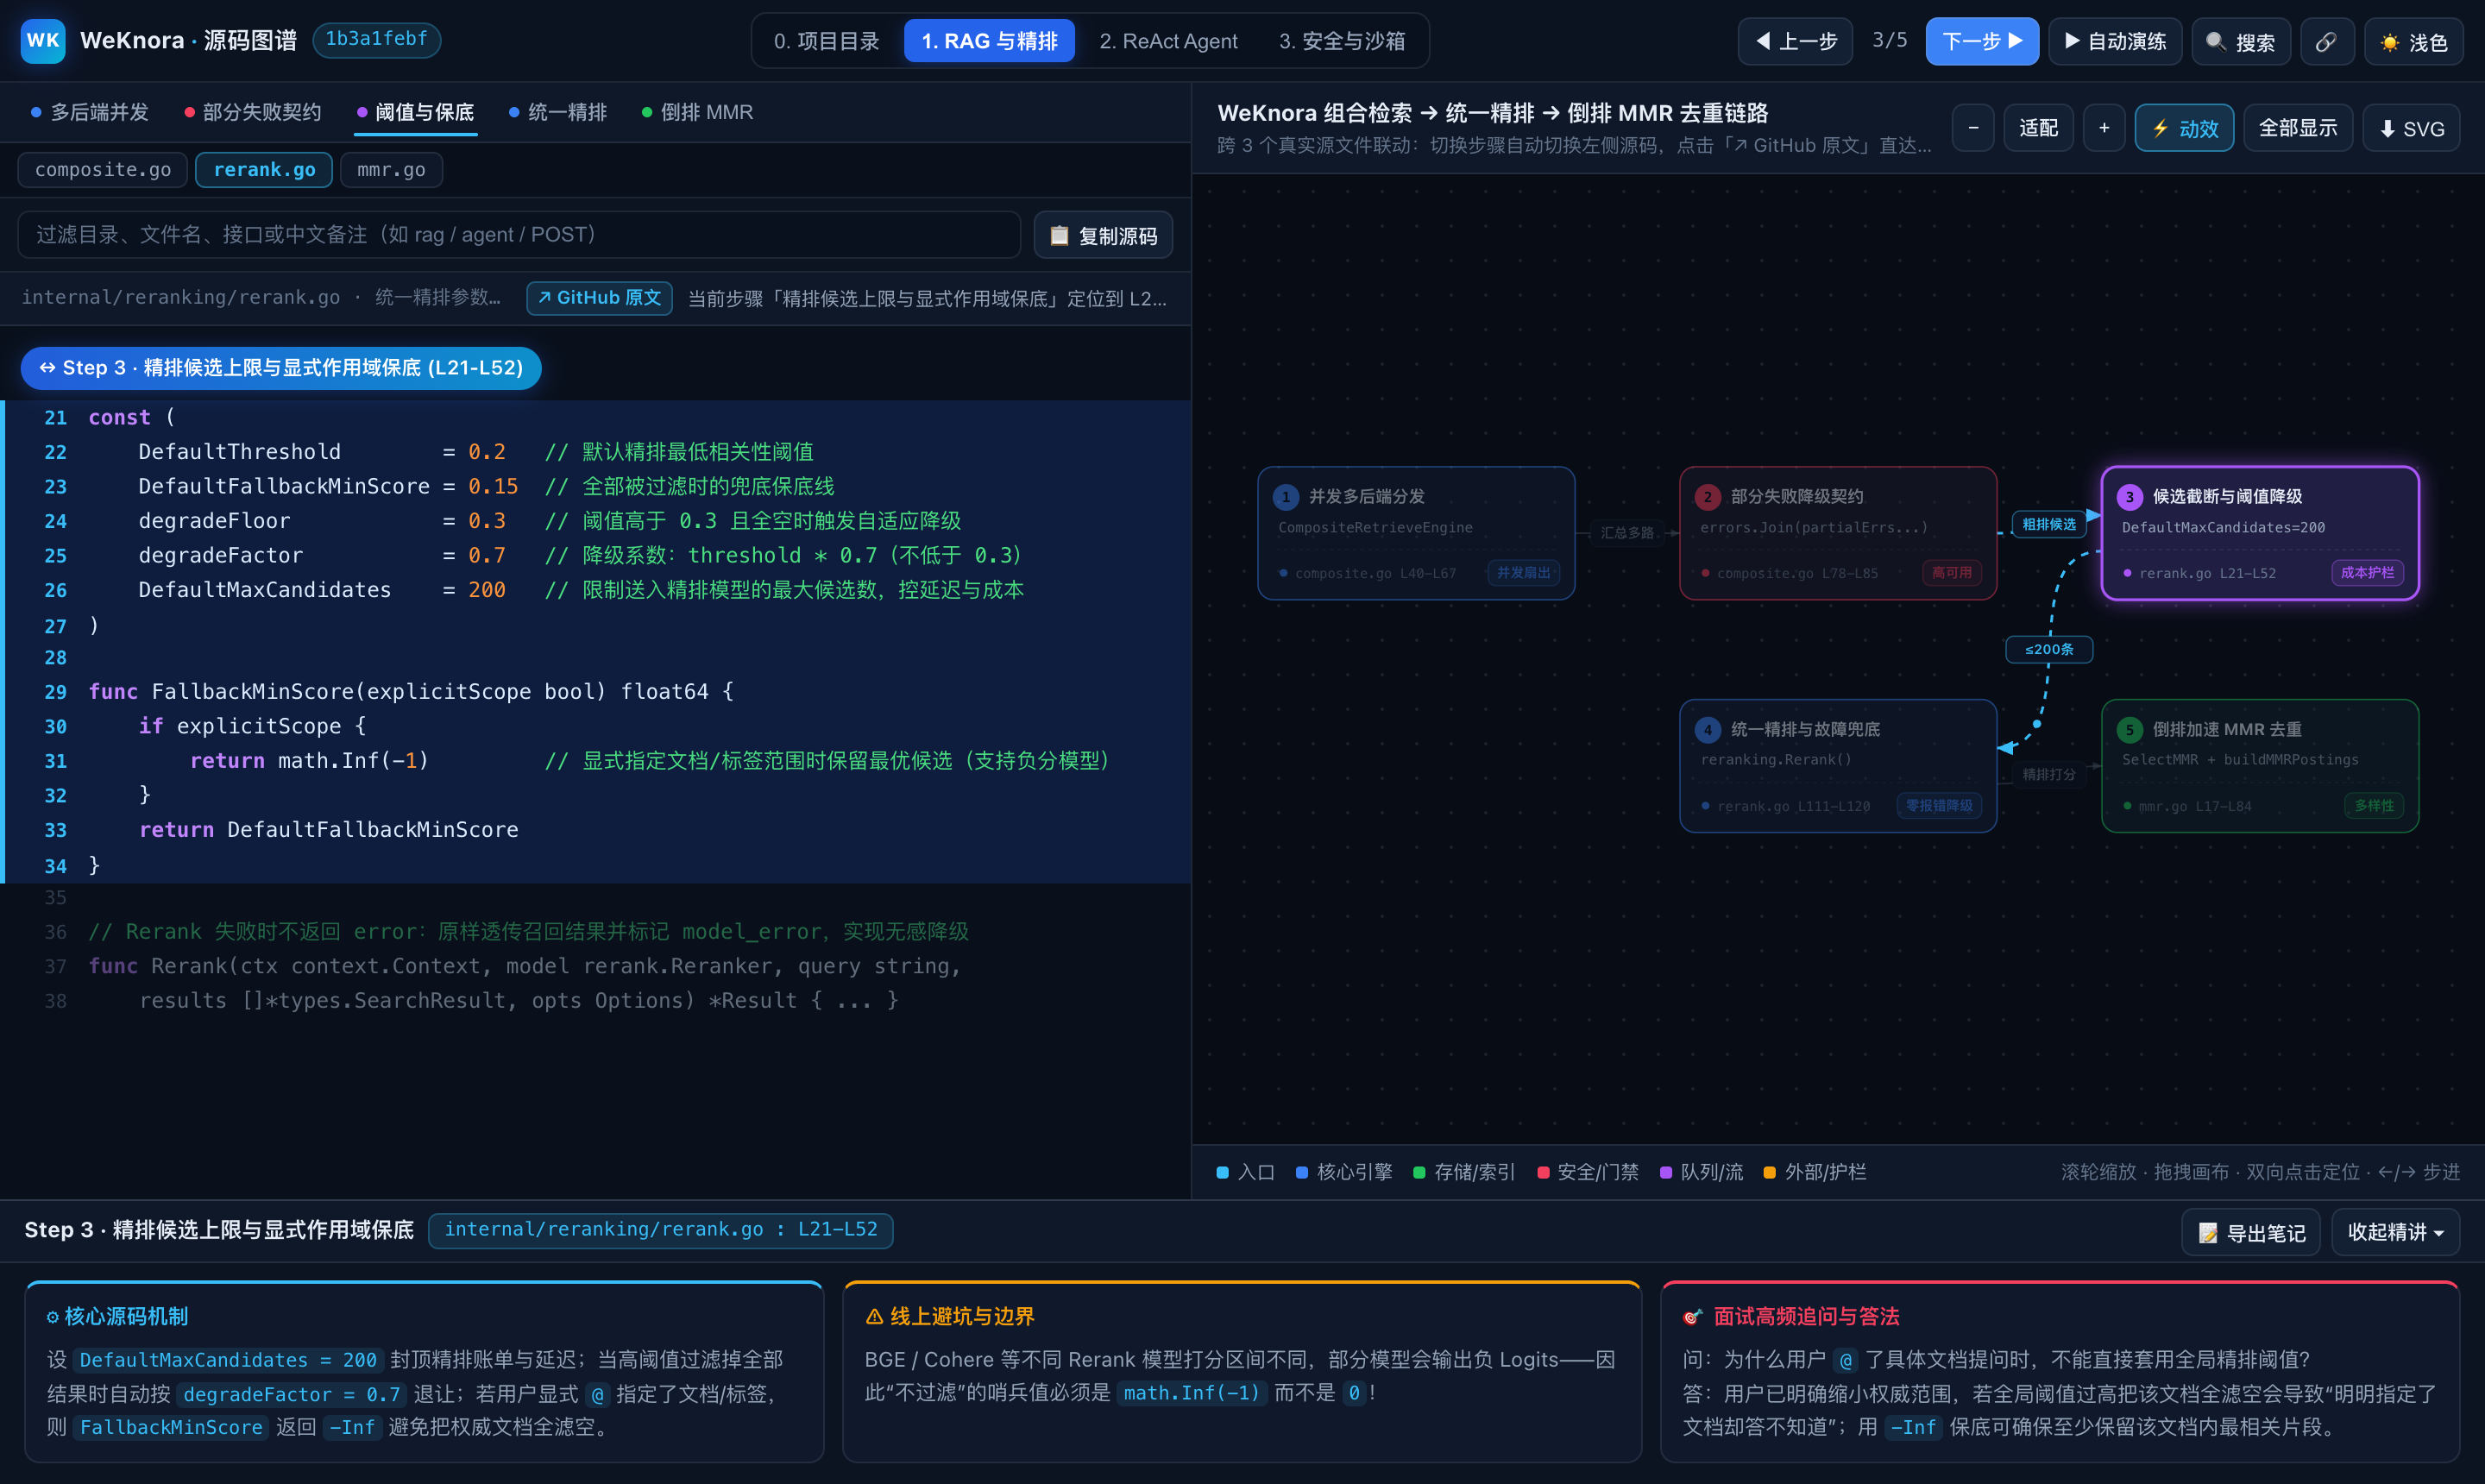 WK WeKnora · 源码图谱 1b3a1febf
0. 项目目录 1. RAG 与精排 2. ReAct Agent 3. 安全与沙箱
◀ 上一步 3/5 下一步 ▶ ▶ 自动演练 🔍 搜索 🔗 ☀️ 浅色
多后端并发 部分失败契约 阈值与保底 统一精排 倒排 MMR
composite.go rerank.go mmr.go
过滤目录、文件名、接口或中文备注（如 rag / agent / POST） 📋 复制源码
internal/reranking/rerank.go · 统一精排参数… ↗ GitHub 原文 当前步骤「精排候选上限与显式作用域保底」定位到 L2…
↔ Step 3 · 精排候选上限与显式作用域保底 (L21-L52)
21 const (
22 DefaultThreshold = 0.2 // 默认精排最低相关性阈值
23 DefaultFallbackMinScore = 0.15 // 全部被过滤时的兜底保底线
24 degradeFloor = 0.3 // 阈值高于 0.3 且全空时触发自适应降级
25 degradeFactor = 0.7 // 降级系数：threshold * 0.7（不低于 0.3）
26 DefaultMaxCandidates = 200 // 限制送入精排模型的最大候选数，控延迟与成本
27 )
28
29 func FallbackMinScore(explicitScope bool) float64 {
30 if explicitScope {
31 return math.Inf(-1) // 显式指定文档/标签范围时保留最优候选（支持负分模型）
32 }
33 return DefaultFallbackMinScore
34 }
35
36 // Rerank 失败时不返回 error：原样透传召回结果并标记 model_error，实现无感降级
37 func Rerank(ctx context.Context, model rerank.Reranker, query string,
38 results []*types.SearchResult, opts Options) *Result { ... }
WeKnora 组合检索 → 统一精排 → 倒排 MMR 去重链路
跨 3 个真实源文件联动：切换步骤自动切换左侧源码，点击「↗ GitHub 原文」直达…
− 适配 + ⚡ 动效 全部显示 ⬇ SVG
1 并发多后端分发
CompositeRetrieveEngine
composite.go L40-L67 并发扇出
汇总多路
2 部分失败降级契约
errors.Join(partialErrs...)
composite.go L78-L85 高可用
粗排候选
3 候选截断与阈值降级
DefaultMaxCandidates=200
rerank.go L21-L52 成本护栏
≤200条
4 统一精排与故障兜底
reranking.Rerank()
rerank.go L111-L120 零报错降级
精排打分
5 倒排加速 MMR 去重
SelectMMR + buildMMRPostings
mmr.go L17-L84 多样性
入口 核心引擎 存储/索引 安全/门禁 队列/流 外部/护栏
滚轮缩放 · 拖拽画布 · 双向点击定位 · ←/→ 步进
Step 3 · 精排候选上限与显式作用域保底 internal/reranking/rerank.go : L21-L52
📝 导出笔记 收起精讲 ▾
⚙ 核心源码机制
设 DefaultMaxCandidates = 200 封顶精排账单与延迟；当高阈值过滤掉全部
结果时自动按 degradeFactor = 0.7 退让；若用户显式 @ 指定了文档/标签，
则 FallbackMinScore 返回 -Inf 避免把权威文档全滤空。
⚠ 线上避坑与边界
BGE / Cohere 等不同 Rerank 模型打分区间不同，部分模型会输出负 Logits——因
此“不过滤”的哨兵值必须是 math.Inf(-1) 而不是 0！
🎯 面试高频追问与答法
问：为什么用户 @ 了具体文档提问时，不能直接套用全局精排阈值？
答：用户已明确缩小权威范围，若全局阈值过高把该文档全滤空会导致“明明指定了
文档却答不知道”；用 -Inf 保底可确保至少保留该文档内最相关片段。